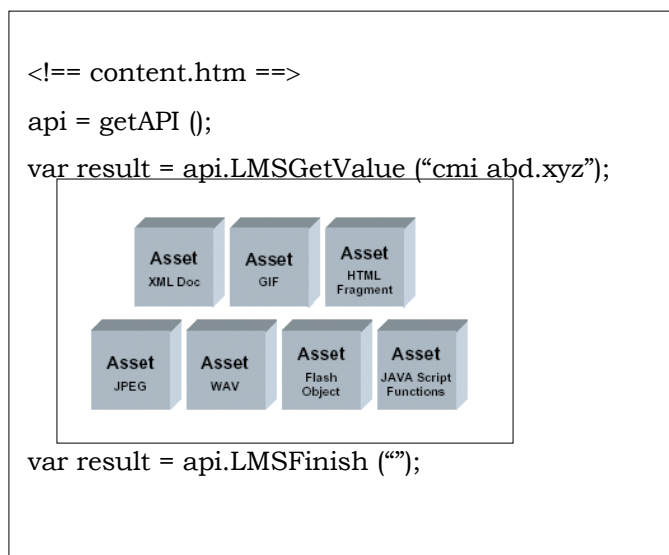 <!== content.htm ==>
api = getAPI ();
var result = api.LMSGetValue (“cmi abd.xyz”);
Asset
XML Doc
Asset
GIF
Asset
HTML
Fragment
Asset
JPEG
Asset
WAV
Asset
Flash
Object
Asset
JAVA Script
Functions
var result = api.LMSFinish (“”);